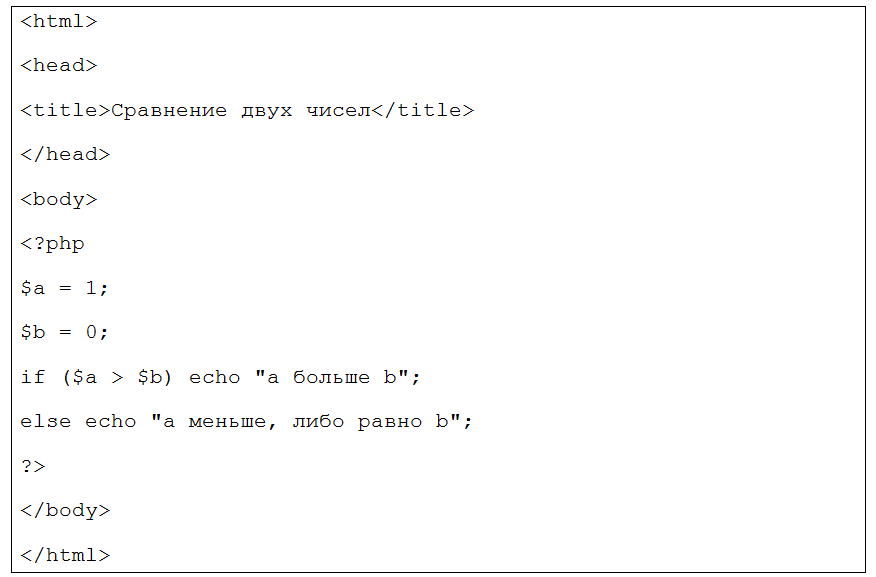 <html>
<head>
<title>Сравнение двух чисел</title>
</head>
<body>
<?php
$a = 1;
$b = 0;
if ($a > $b) echo "a больше b";
else echo "a меньше, либо равно b";
?>
</body>
</html>